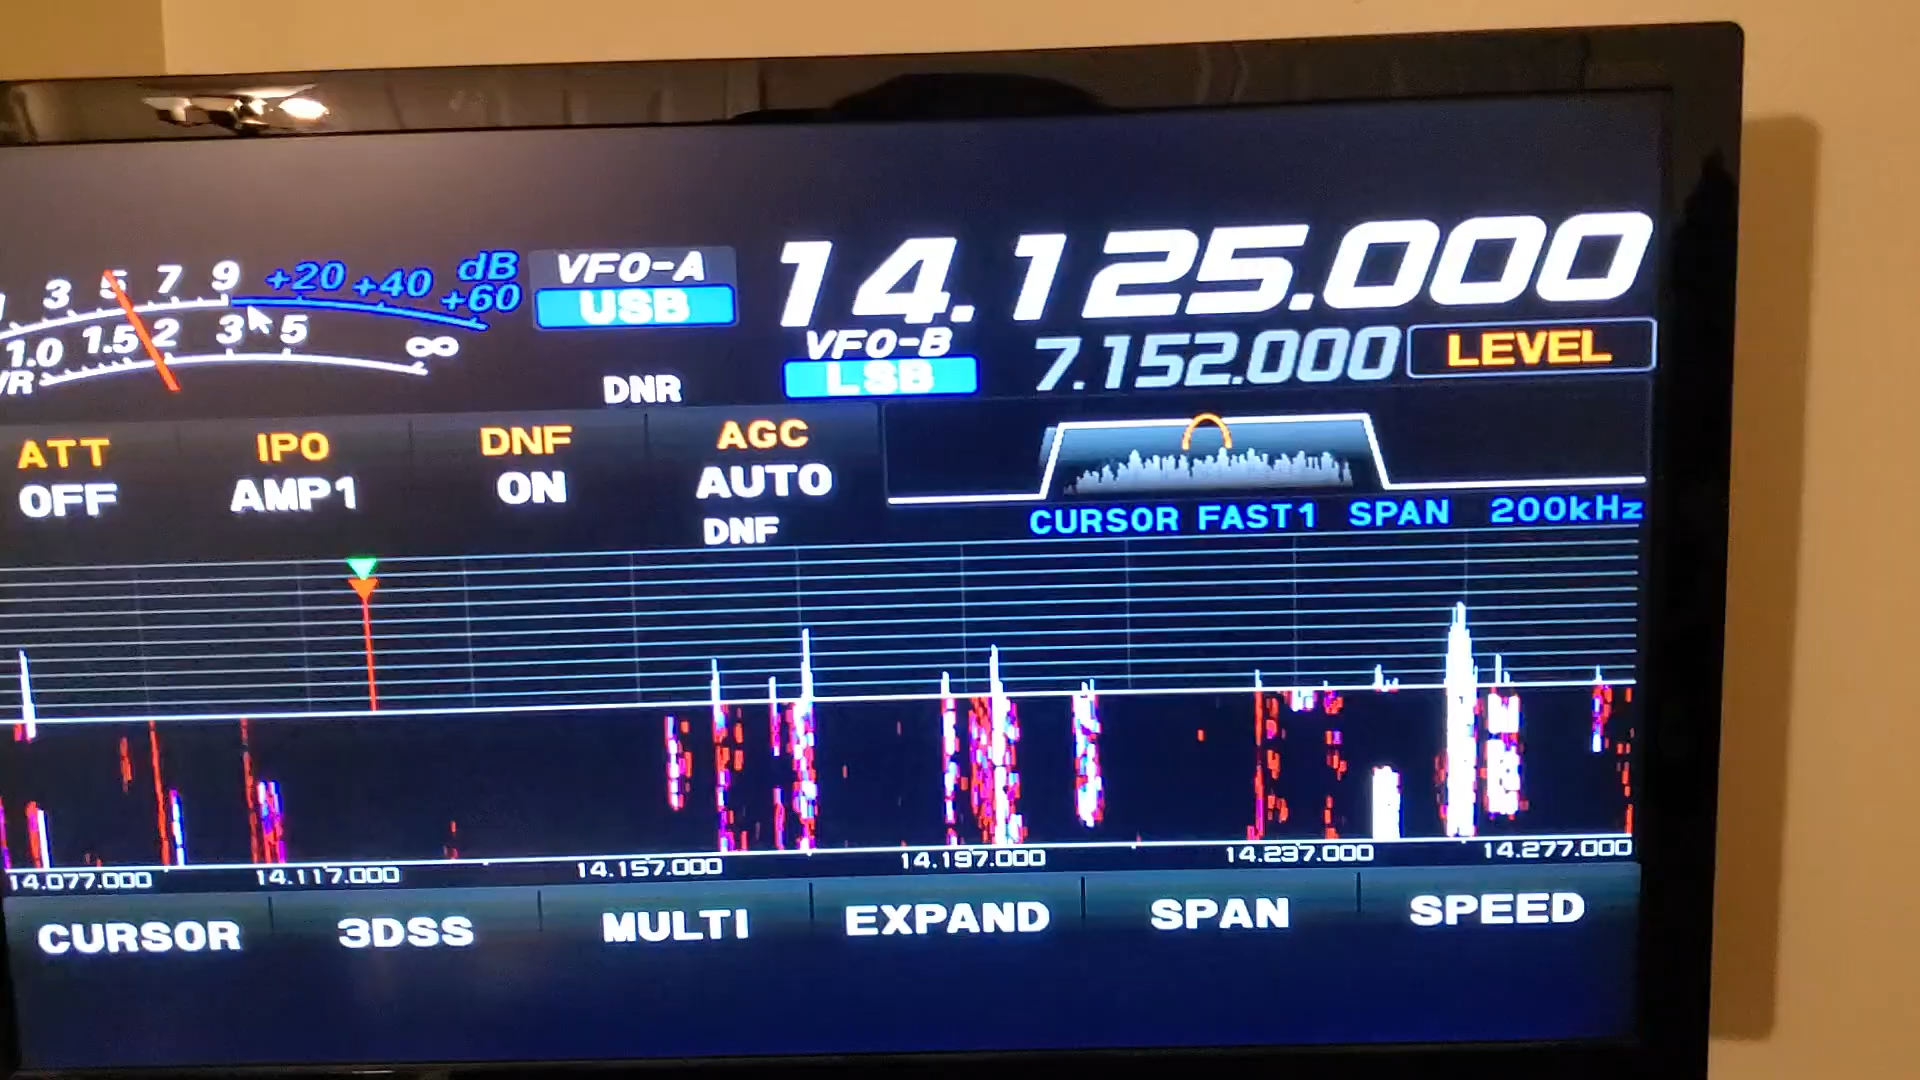 3 5 7 9 +20 +40 +60 dB
1.0 1.5 2 3 5 ∞
VFO-A
USB
14.125.000
VFO-B
LSB
7.152.000
LEVEL
DNR
ATT
OFF
IPO
AMP1
DNF
ON
AGC
AUTO
DNF
CURSOR FAST1 SPAN 200kHz
14.077.000 14.117.000 14.157.000 14.197.000 14.237.000 14.277.000
CURSOR 3DSS MULTI EXPAND SPAN SPEED